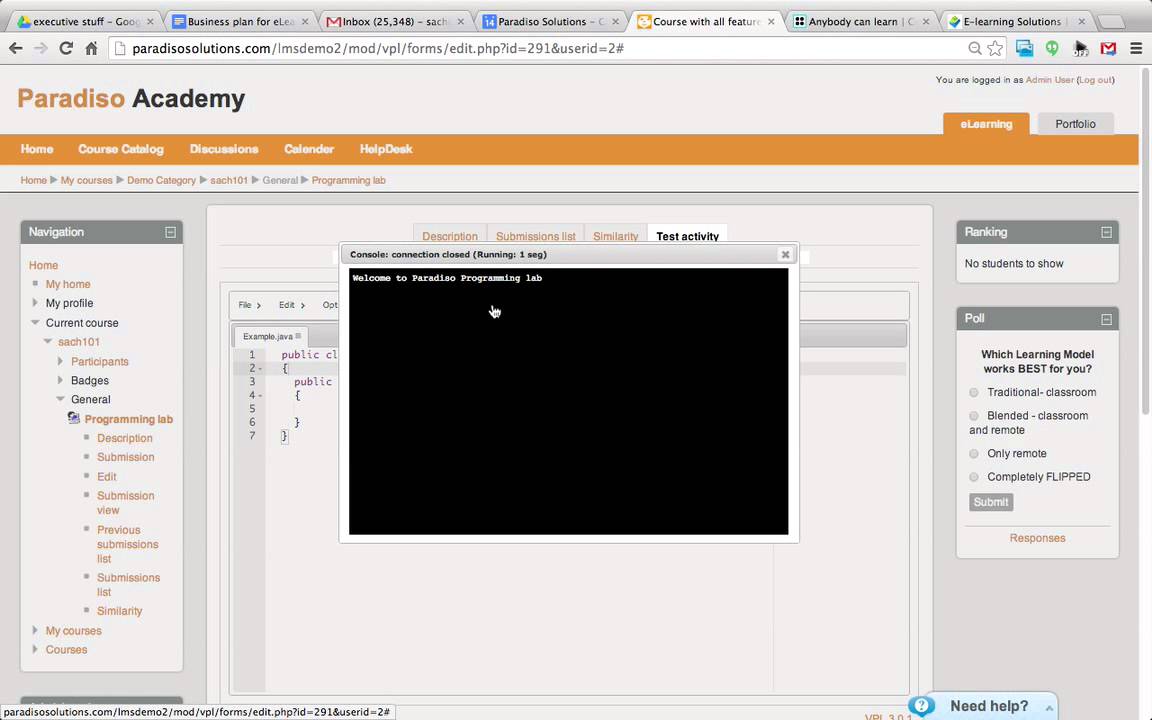 executive stuff - Goog
Business plan for eLea
Inbox (25,348) - sach
Paradiso Solutions - C
Course with all feature
Anybody can learn | C
E-learning Solutions |
paradisosolutions.com/lmsdemo2/mod/vpl/forms/edit.php?id=291&userid=2#
You are logged in as Admin User (Log out)
Paradiso Academy
eLearning
Portfolio
Home
Course Catalog
Discussions
Calender
HelpDesk
Home
My courses
Demo Category
sach101
General
Programming lab
Navigation
Home
My home
My profile
Current course
sach101
Participants
Badges
General
Programming lab
Description
Submission
Edit
Submission
view
Previous
submissions
list
Submissions
list
Similarity
My courses
Courses
Description
Submissions list
Similarity
Test activity
Console: connection closed (Running: 1 seg)
Welcome to Paradiso Programming lab
File
Edit
Opt
Example.java
1 public cl
2 {
3 public
4 {
5
6 }
7 }
Ranking
No students to show
Poll
Which Learning Model
works BEST for you?
Traditional- classroom
Blended - classroom
and remote
Only remote
Completely FLIPPED
Submit
Responses
paradisosolutions.com/lmsdemo2/mod/vpl/forms/edit.php?id=291&userid=2#
VPL 3.0.1
Need help?